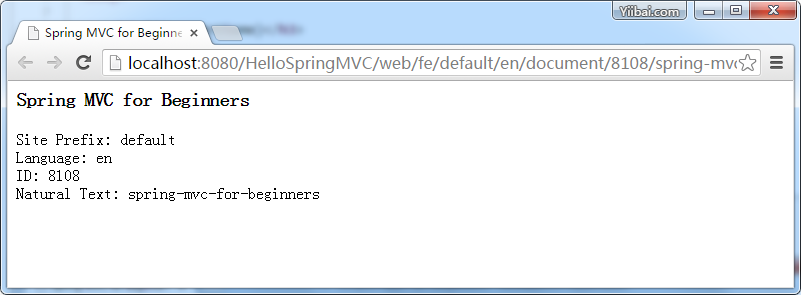 Yiibai.com
Spring MVC for Beginne
localhost:8080/HelloSpringMVC/web/fe/default/en/document/8108/spring-mvc
Spring MVC for Beginners
Site Prefix: default
Language: en
ID: 8108
Natural Text: spring-mvc-for-beginners